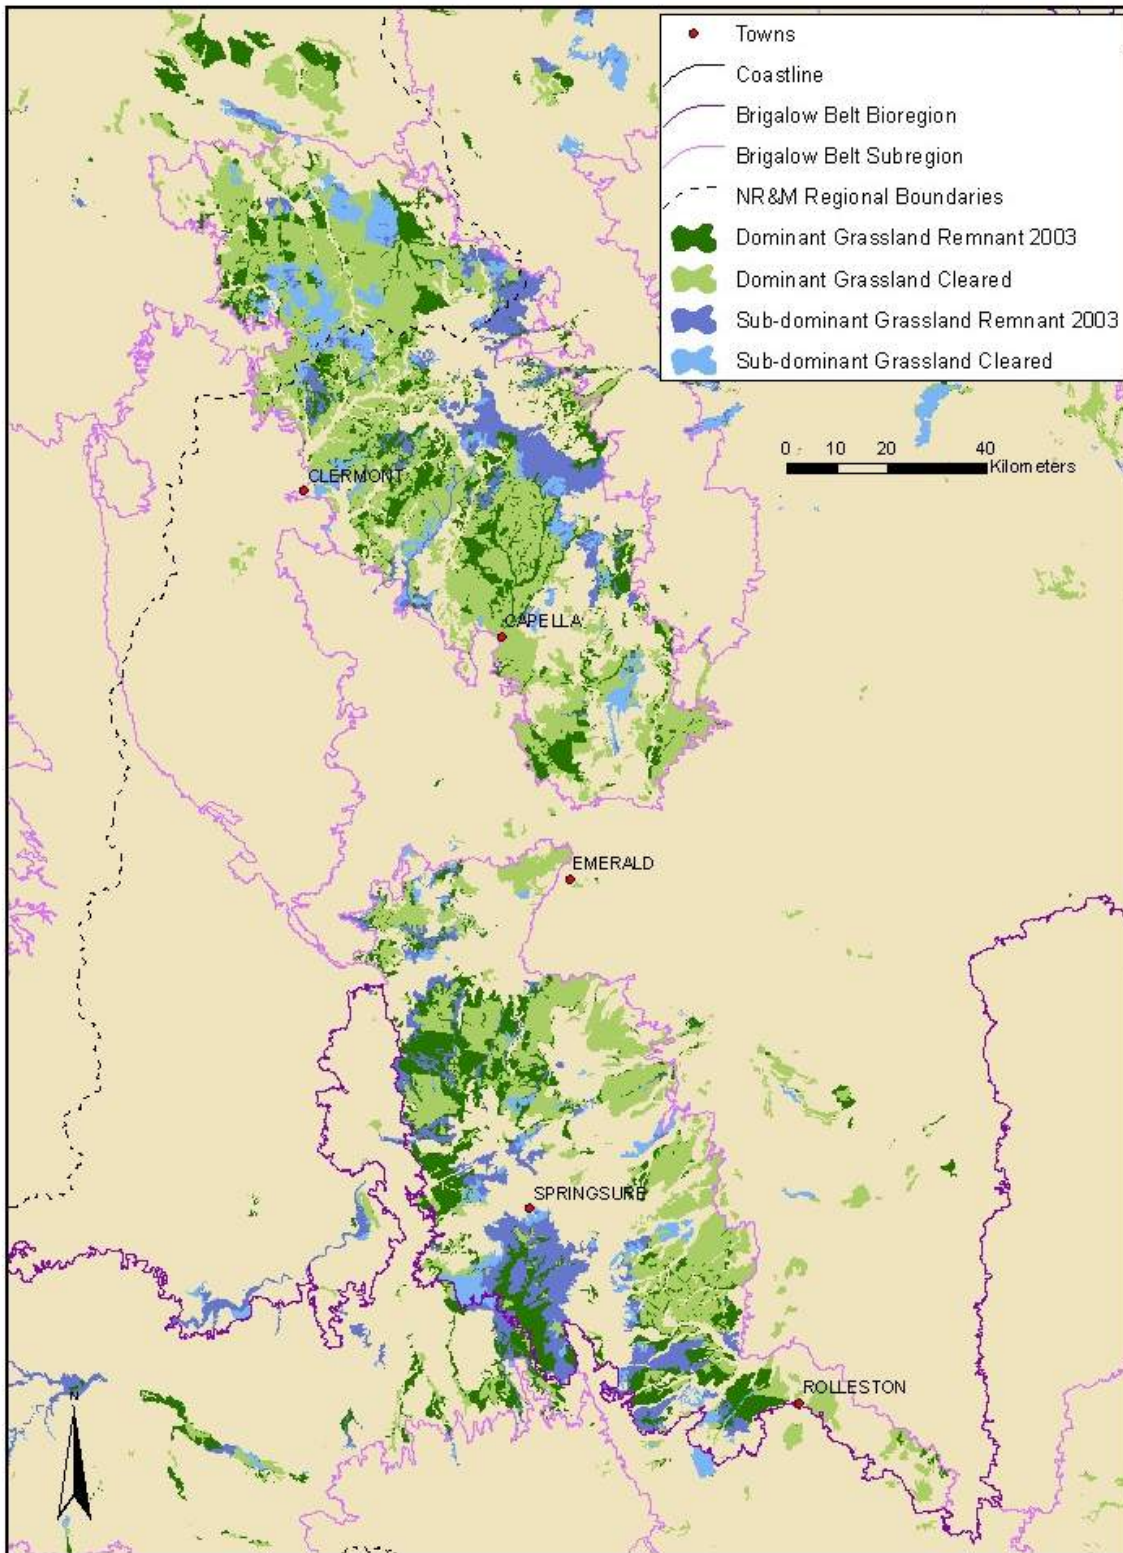 Towns
Coastline
Brigalow Belt Bioregion
Brigalow Belt Subregion
NR&M Regional Boundaries
Dominant Grassland Remnant 2003
Dominant Grassland Cleared
Sub-dominant Grassland Remnant 2003
Sub-dominant Grassland Cleared
0 10 20 40
Kilometers
CLERMONT
CAPELLA
EMERALD
SPRINGSURE
ROLLESTON
N